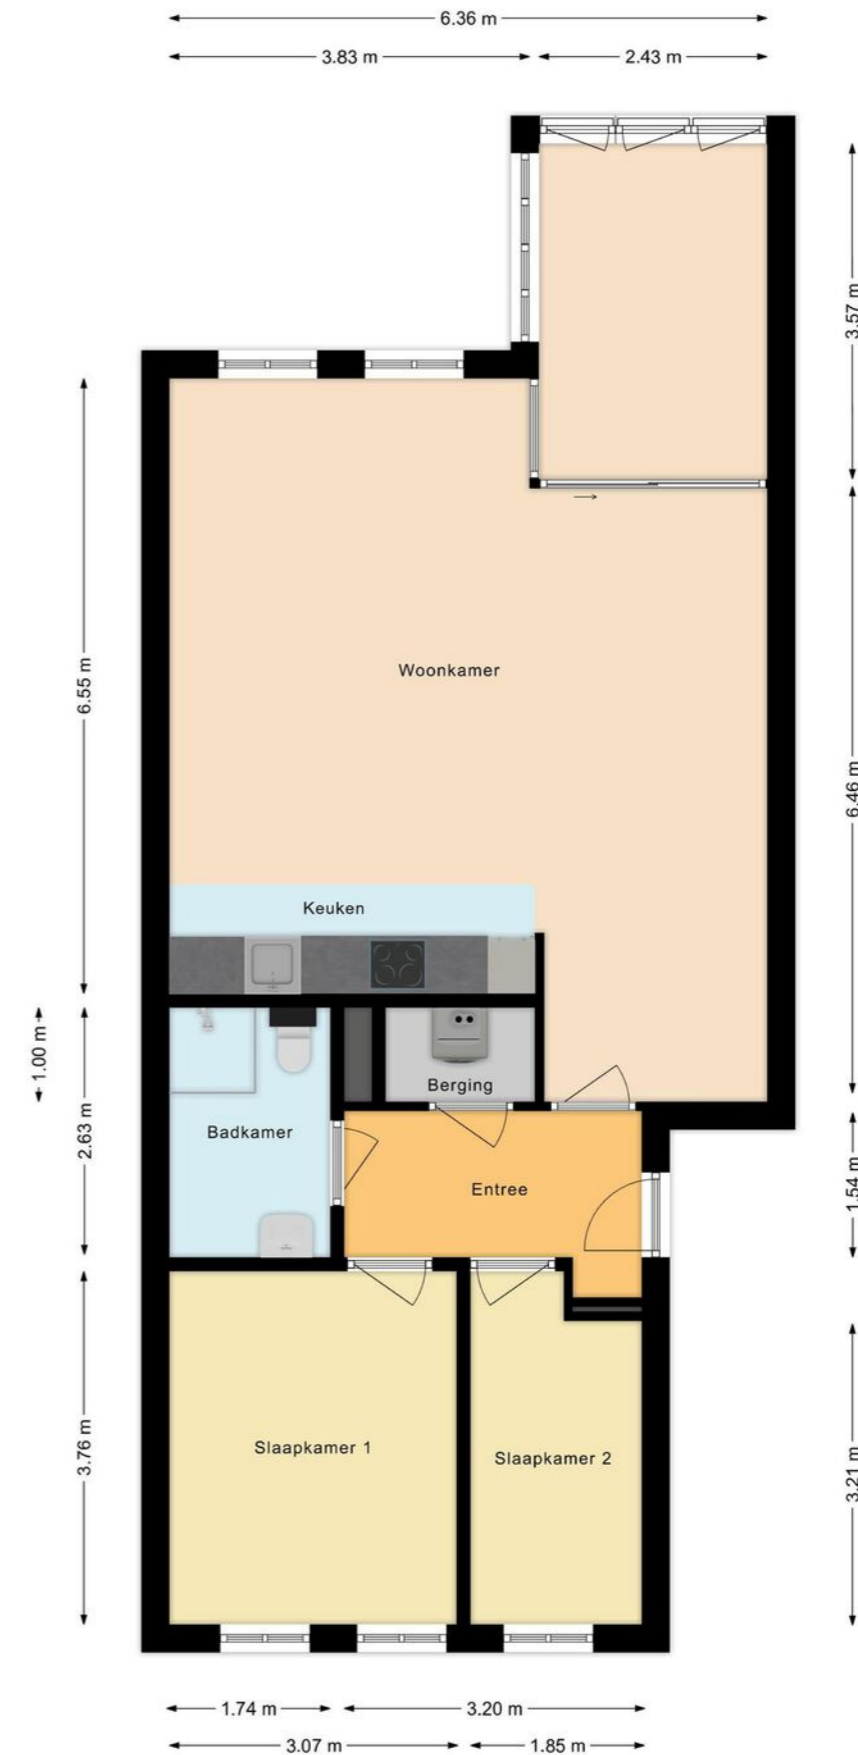 6.36 m
3.83 m
2.43 m
3.57 m
6.55 m
Woonkamer
6.46 m
Keuken
1.00 m
2.63 m
Berging
Badkamer
Entree
1.54 m
3.76 m
Slaapkamer 1
Slaapkamer 2
3.21 m
1.74 m
3.20 m
3.07 m
1.85 m